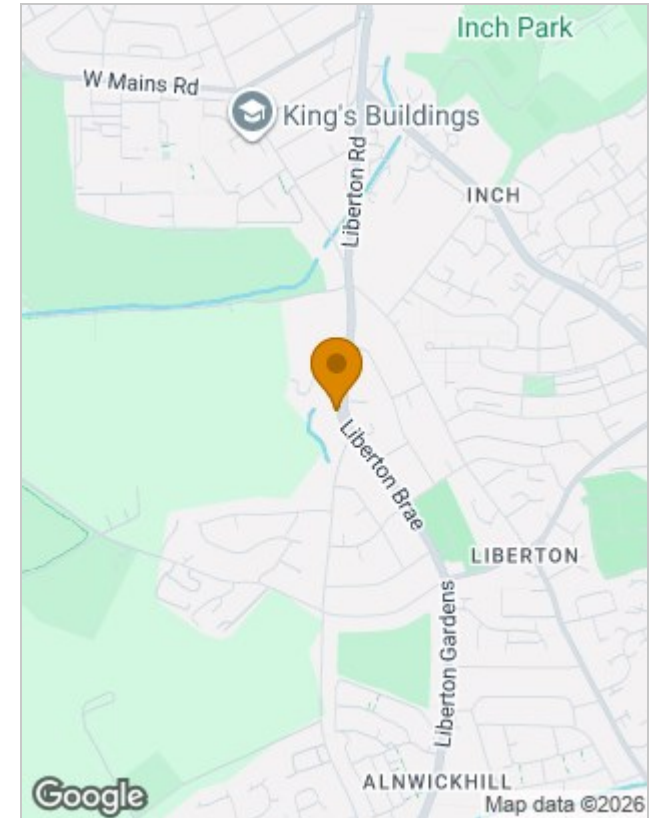 Inch Park
W Mains Rd
King's Buildings
Liberton Rd
INCH
Liberton Brae
LIBERTON
Liberton Gardens
ALNWICKHILL
Google
Map data ©2026